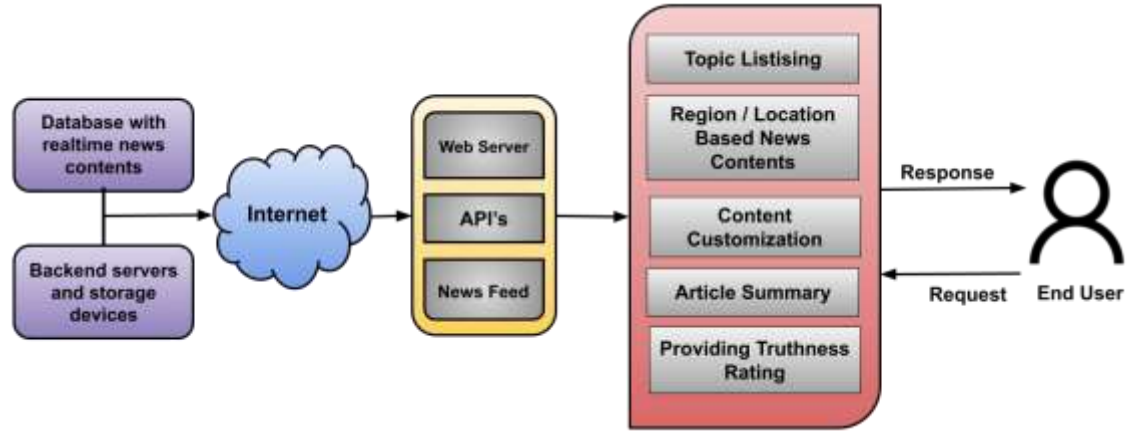 Database with
realtime news
contents
Backend servers
and storage
devices
Internet
Web Server
API's
News Feed
Topic Listising
Region / Location
Based News
Contents
Content
Customization
Article Summary
Providing Truthness
Rating
Response
Request
End User